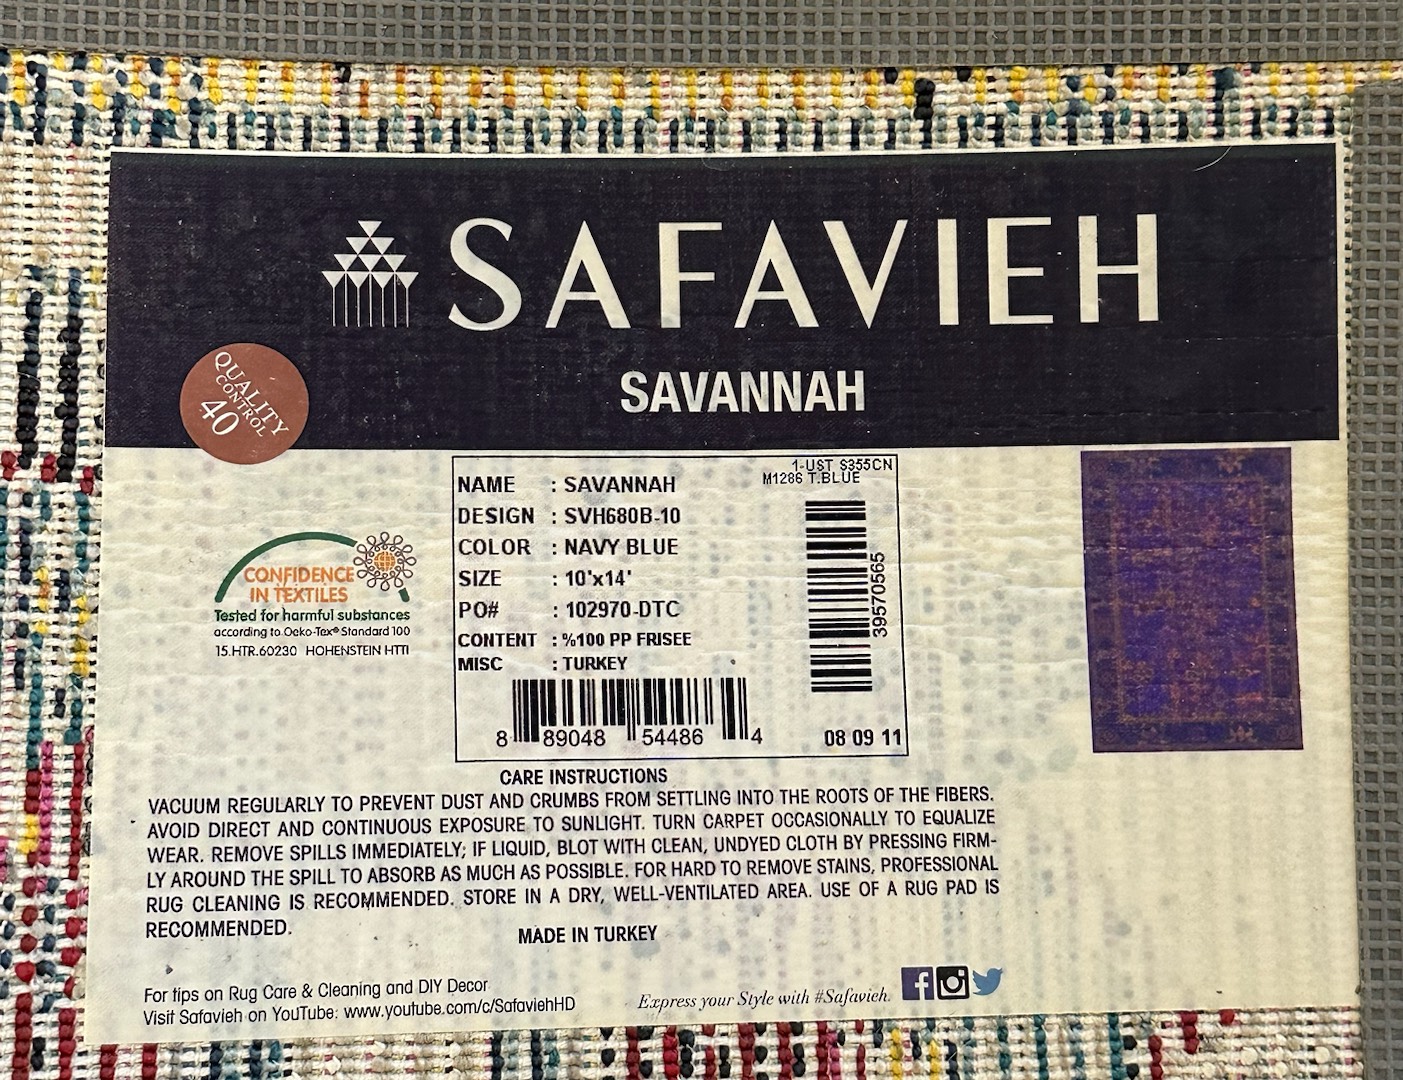 SAFAVIEH
SAVANNAH
QUALITY
CONTROL
40
1-UST S355CN
M1286 T.BLUE
NAME : SAVANNAH
DESIGN : SVH680B-10
COLOR : NAVY BLUE
SIZE : 10'x14'
PO# : 102970-DTC
CONTENT : %100 PP FRISEE
MISC : TURKEY
39570565
8 89048 54486 4
08 09 11
CONFIDENCE
IN TEXTILES
Tested for harmful substances
according to Oeko-Tex® Standard 100
15.HTR.60230 HOHENSTEIN HTTI
CARE INSTRUCTIONS
VACUUM REGULARLY TO PREVENT DUST AND CRUMBS FROM SETTLING INTO THE ROOTS OF THE FIBERS.
AVOID DIRECT AND CONTINUOUS EXPOSURE TO SUNLIGHT. TURN CARPET OCCASIONALLY TO EQUALIZE
WEAR. REMOVE SPILLS IMMEDIATELY; IF LIQUID, BLOT WITH CLEAN, UNDYED CLOTH BY PRESSING FIRM-
LY AROUND THE SPILL TO ABSORB AS MUCH AS POSSIBLE. FOR HARD TO REMOVE STAINS, PROFESSIONAL
RUG CLEANING IS RECOMMENDED. STORE IN A DRY, WELL-VENTILATED AREA. USE OF A RUG PAD IS
RECOMMENDED.
MADE IN TURKEY
For tips on Rug Care & Cleaning and DIY Decor
Visit Safavieh on YouTube: www.youtube.com/c/SafaviehHD
Express your Style with #Safavieh.